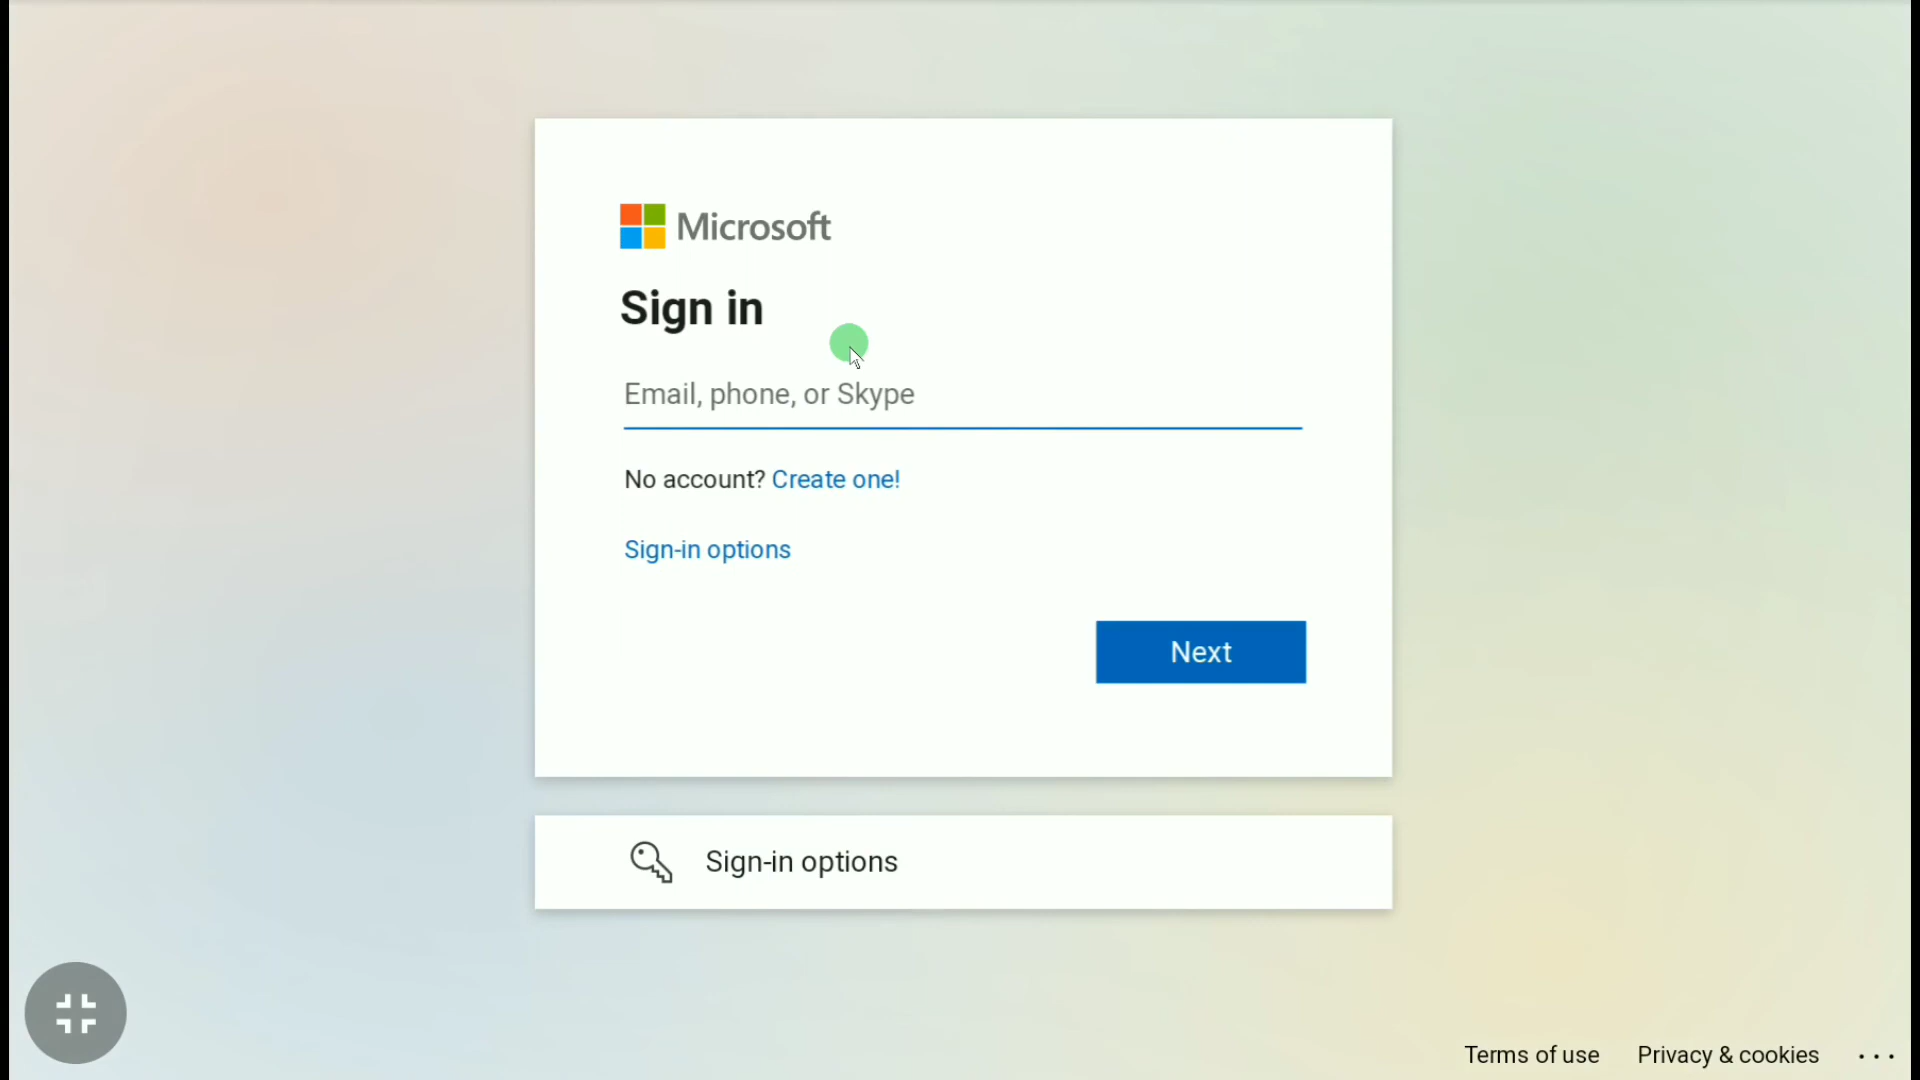 Microsoft
Sign in
Email, phone, or Skype
No account? Create one!
Sign-in options
Next
Sign-in options
Terms of use Privacy & cookies ...